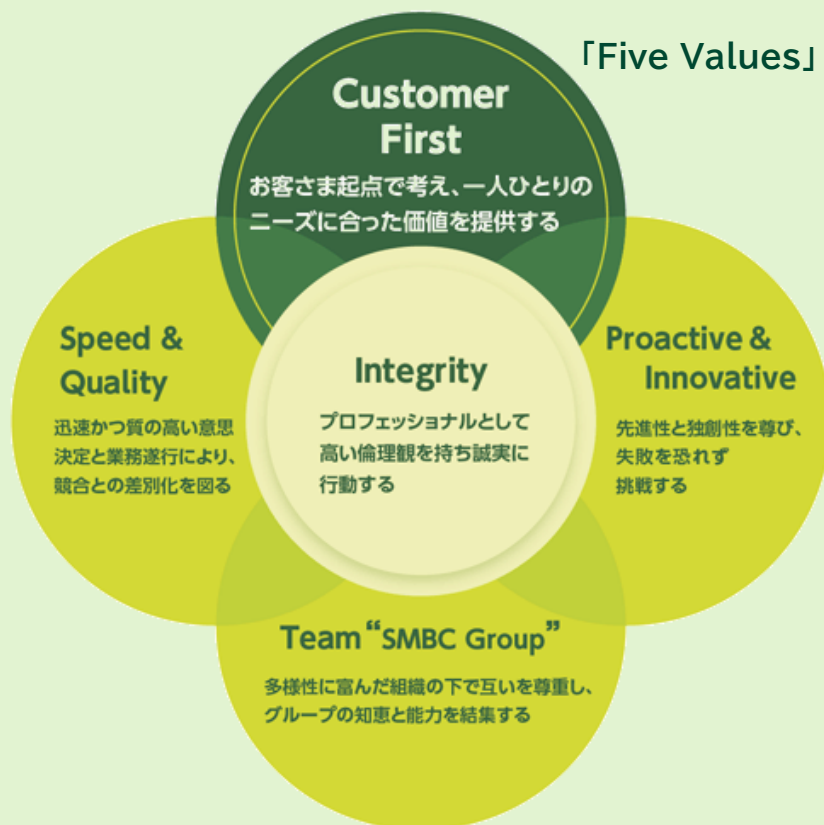 「Five Values」
Customer
First
お客さま起点で考え、一人ひとりの
ニーズに合った価値を提供する
Speed &
Quality
迅速かつ質の高い意思
決定と業務遂行により、
競合との差別化を図る
Integrity
プロフェッショナルとして
高い倫理観を持ち誠実に
行動する
Proactive &
Innovative
先進性と独創性を尊び、
失敗を恐れず
挑戦する
Team “SMBC Group”
多様性に富んだ組織の下で互いを尊重し、
グループの知恵と能力を結集する